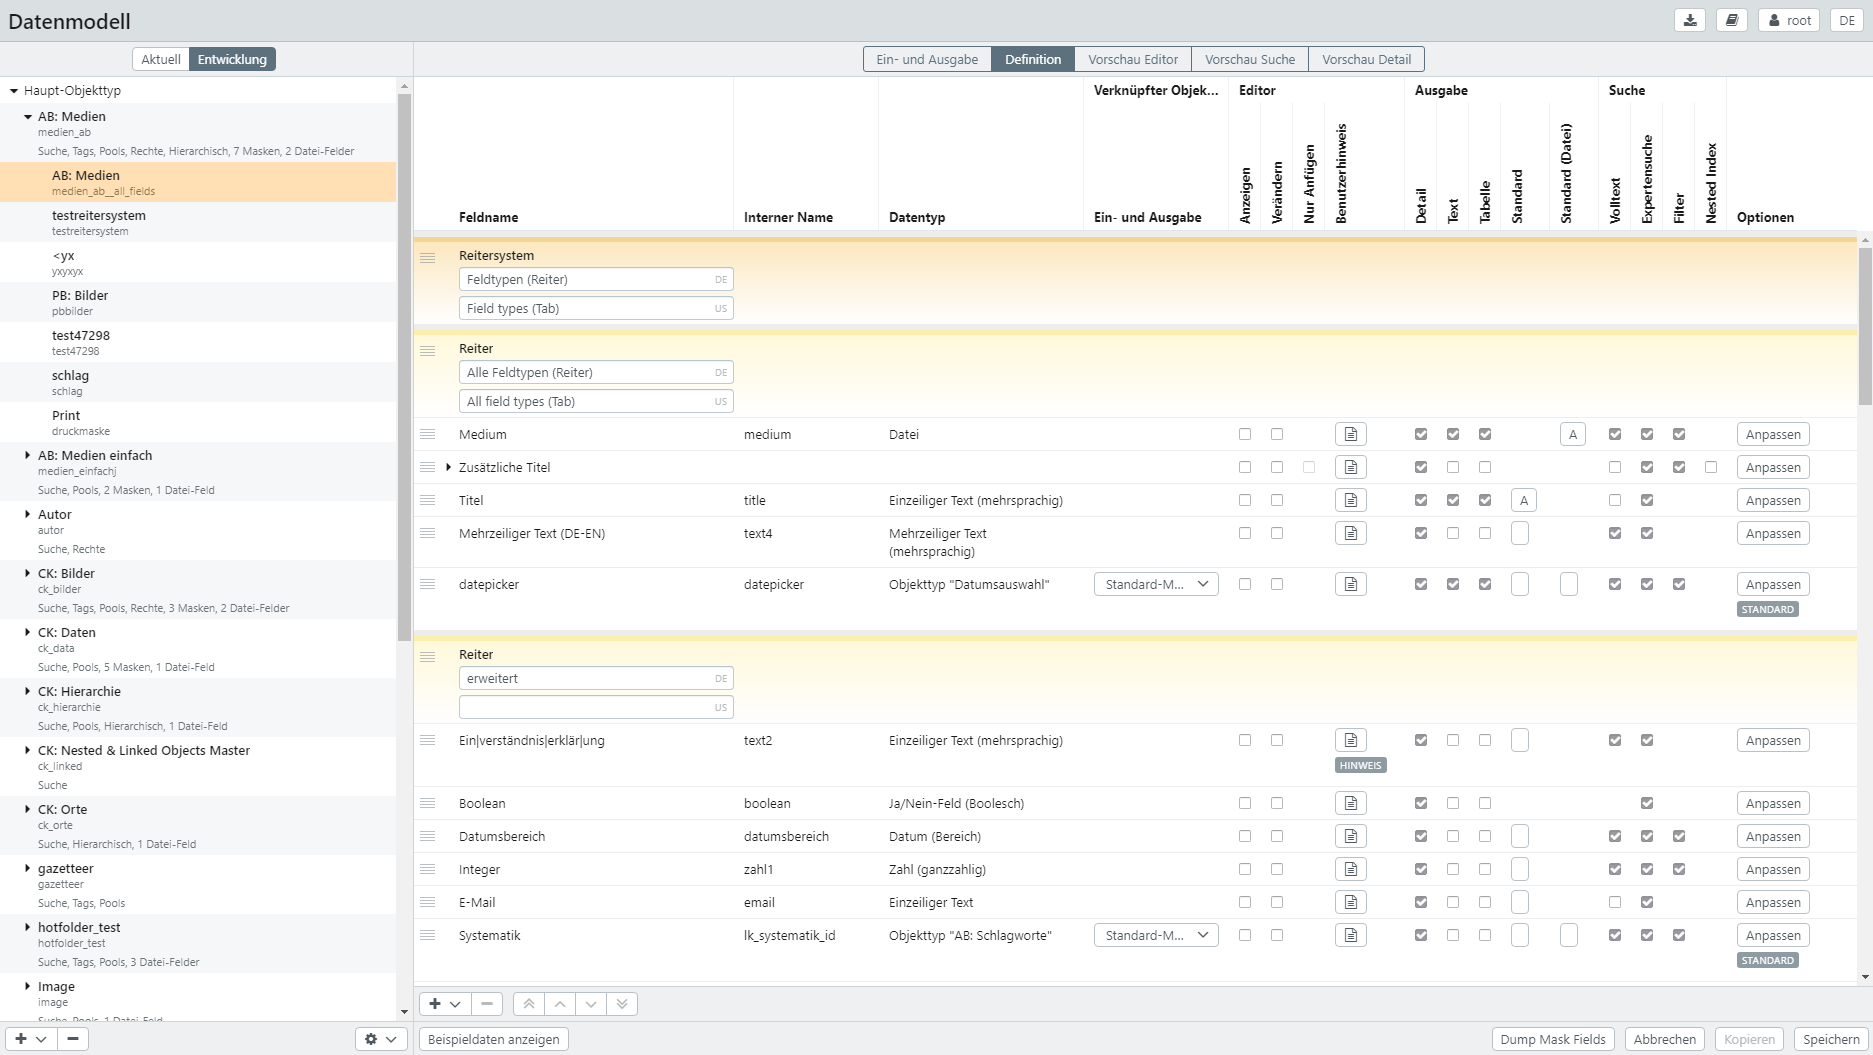 Datenmodell
root
DE
Aktuell
Entwicklung
Ein- und Ausgabe
Definition
Vorschau Editor
Vorschau Suche
Vorschau Detail
Haupt-Objekttyp
AB: Medien
medien_ab
Suche, Tags, Pools, Rechte, Hierarchisch, 7 Masken, 2 Datei-Felder
AB: Medien
medien_ab__all_fields
testreitersystem
testreitersystem
<yx
yxyxyx
PB: Bilder
pbbilder
test47298
test47298
schlag
schlag
Print
druckmaske
AB: Medien einfach
medien_einfachj
Suche, Pools, 2 Masken, 1 Datei-Feld
Autor
autor
Suche, Rechte
CK: Bilder
ck_bilder
Suche, Tags, Pools, Rechte, 3 Masken, 2 Datei-Felder
CK: Daten
ck_data
Suche, Pools, 5 Masken, 1 Datei-Feld
CK: Hierarchie
ck_hierarchie
Suche, Pools, Hierarchisch, 1 Datei-Feld
CK: Nested & Linked Objects Master
ck_linked
Suche
CK: Orte
ck_orte
Suche, Hierarchisch, 1 Datei-Feld
gazetteer
gazetteer
Suche, Tags, Pools
hotfolder_test
hotfolder_test
Suche, Tags, Pools, 3 Datei-Felder
Image
image
Suche, Pools, 1 Datei-Feld
Verknüpfter Objek...
Editor
Ausgabe
Suche
Feldname
Interner Name
Datentyp
Ein- und Ausgabe
Anzeigen
Verändern
Nur Anfügen
Benutzerhinweis
Detail
Text
Tabelle
Standard
Standard (Datei)
Volltext
Expertensuche
Filter
Nested Index
Optionen
Reitersystem
Feldtypen (Reiter) DE
Field types (Tab) US
Reiter
Alle Feldtypen (Reiter) DE
All field types (Tab) US
Medium medium Datei A Anpassen
Zusätzliche Titel Anpassen
Titel title Einzeiliger Text (mehrsprachig) A Anpassen
Mehrzeiliger Text (DE-EN) text4 Mehrzeiliger Text Anpassen
(mehrsprachig)
datepicker datepicker Objekttyp "Datumsauswahl" Standard-M... Anpassen
STANDARD
Reiter
erweitert DE
US
Ein|verständnis|erklär|ung text2 Einzeiliger Text (mehrsprachig) Anpassen
HINWEIS
Boolean boolean Ja/Nein-Feld (Boolesch) Anpassen
Datumsbereich datumsbereich Datum (Bereich) Anpassen
Integer zahl1 Zahl (ganzzahlig) Anpassen
E-Mail email Einzeiliger Text Anpassen
Systematik lk_systematik_id Objekttyp "AB: Schlagworte" Standard-M... Anpassen
STANDARD
Beispieldaten anzeigen
Dump Mask Fields
Abbrechen
Kopieren
Speichern